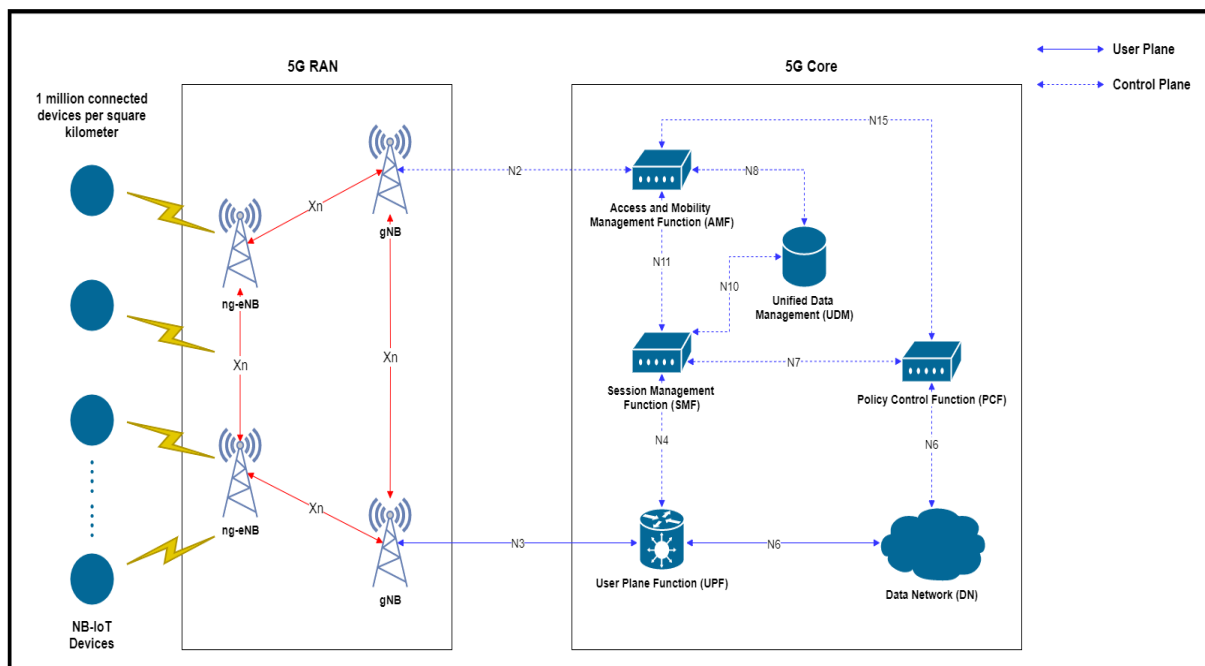 User Plane
Control Plane
5G RAN
5G Core
1 million connected
devices per square
kilometer
N15
N2
N8
Xn
gNB
Access and Mobility
Management Function (AMF)
N11
N10
ng-eNB
Unified Data
Management (UDM)
Xn
Xn
N7
Session Management
Function (SMF)
Policy Control Function (PCF)
N4
N6
Xn
ng-eNB
N3
N6
gNB
User Plane Function (UPF)
Data Network (DN)
NB-IoT
Devices